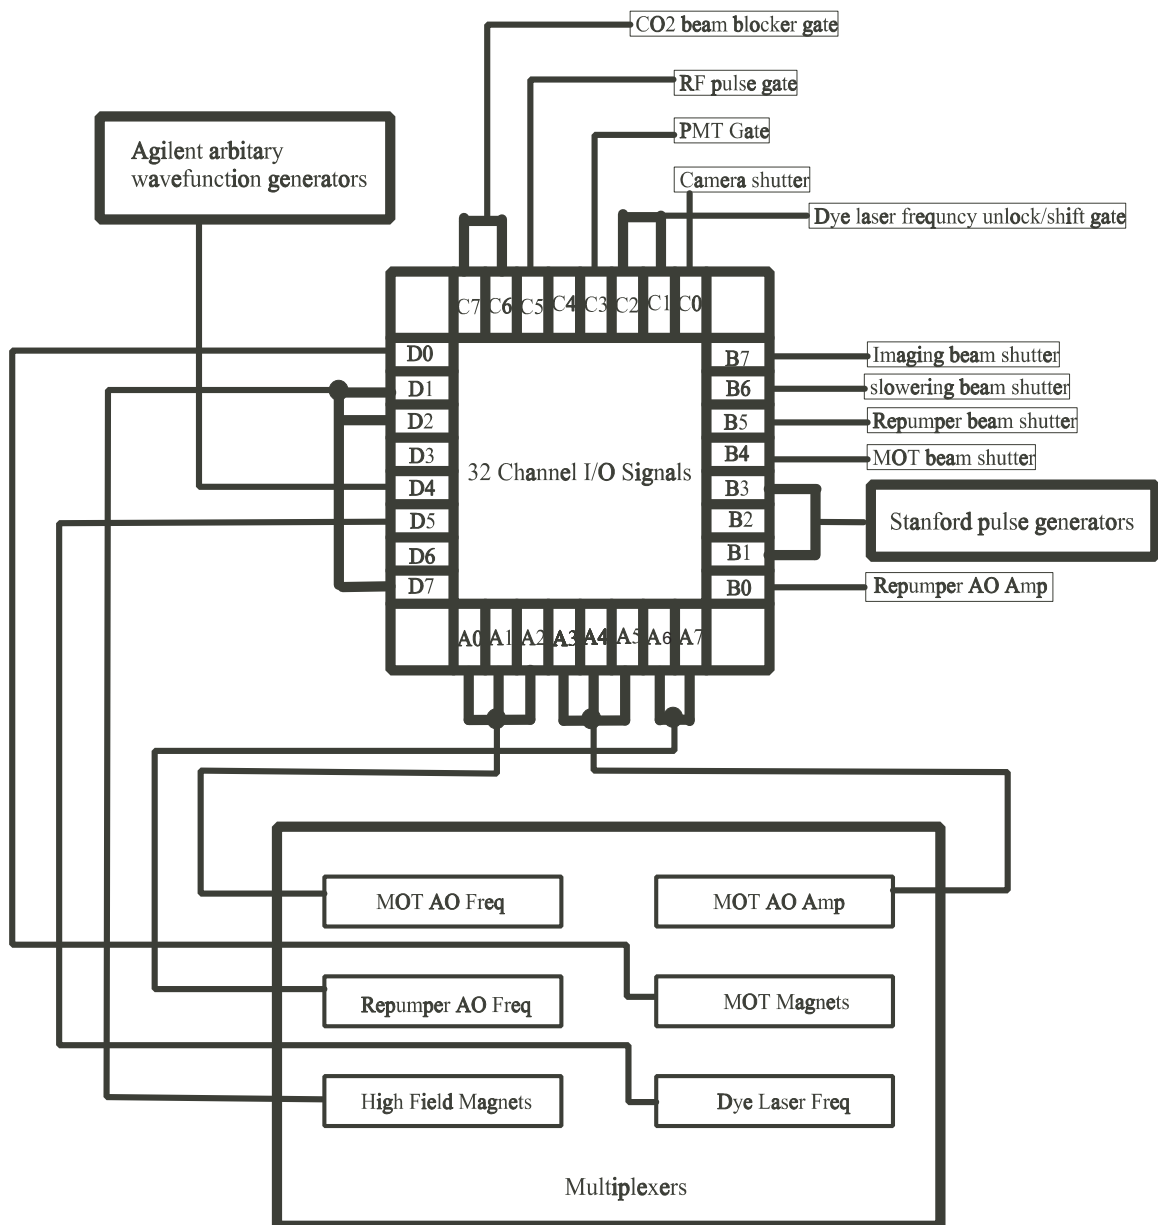 CO2 beam blocker gate
RF pulse gate
PMT Gate
Camera shutter
Dye laser frequncy unlock/shift gate
Agilent arbitary
wavefunction generators
C7 C6 C5 C4 C3 C2 C1 C0
D0
D1
D2
D3
D4
D5
D6
D7
32 Channel I/O Signals
B7
B6
B5
B4
B3
B2
B1
B0
Imaging beam shutter
slowering beam shutter
Repumper beam shutter
MOT beam shutter
Stanford pulse generators
Repumper AO Amp
A0 A1 A2 A3 A4 A5 A6 A7
MOT AO Freq
MOT AO Amp
Repumper AO Freq
MOT Magnets
High Field Magnets
Dye Laser Freq
Multiplexers